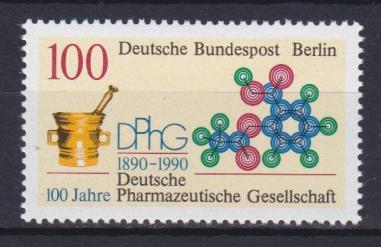 100 Deutsche Bundespost Berlin
DPhG
1890-1990
Deutsche
100 Jahre Pharmazeutische Gesellschaft